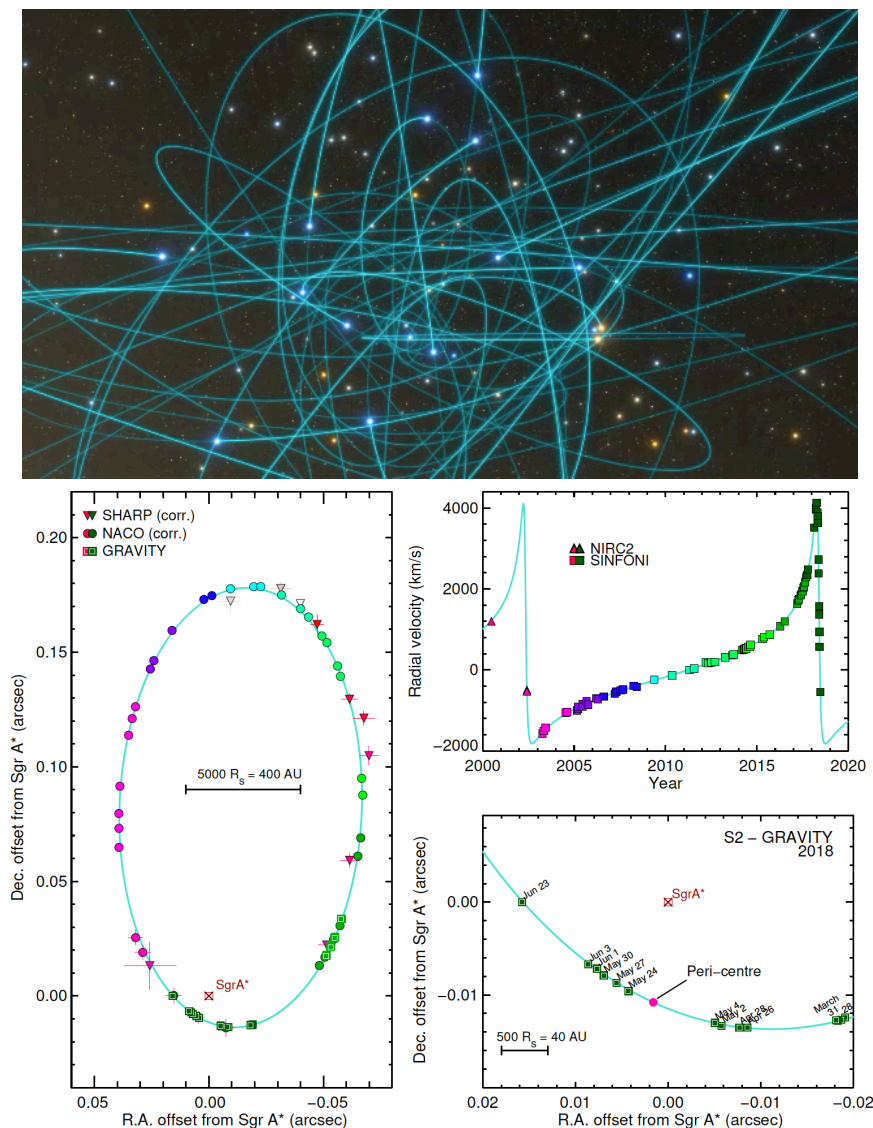 SHARP (corr.)
NACO (corr.)
GRAVITY
0.20
0.15
0.10
0.05
0.00
5000 Rs = 400 AU
SgrA*
0.05
0.00
−0.05
R.A. offset from Sgr A* (arcsec)
Dec. offset from Sgr A* (arcsec)
4000
2000
0
−2000
NIRC2
SINFONI
2000
2005
2010
2015
2020
Year
Radial velocity (km/s)
S2 − GRAVITY
2018
0.00
−0.01
SgrA*
Jun 23
Jun 3
Jun 1
May 30
May 27
May 24
Peri-centre
May 4
May 2
Apr 28
Apr 26
March
31
28
500 Rs = 40 AU
0.02
0.01
0.00
−0.01
−0.02
R.A. offset from Sgr A* (arcsec)
Dec. offset from Sgr A* (arcsec)